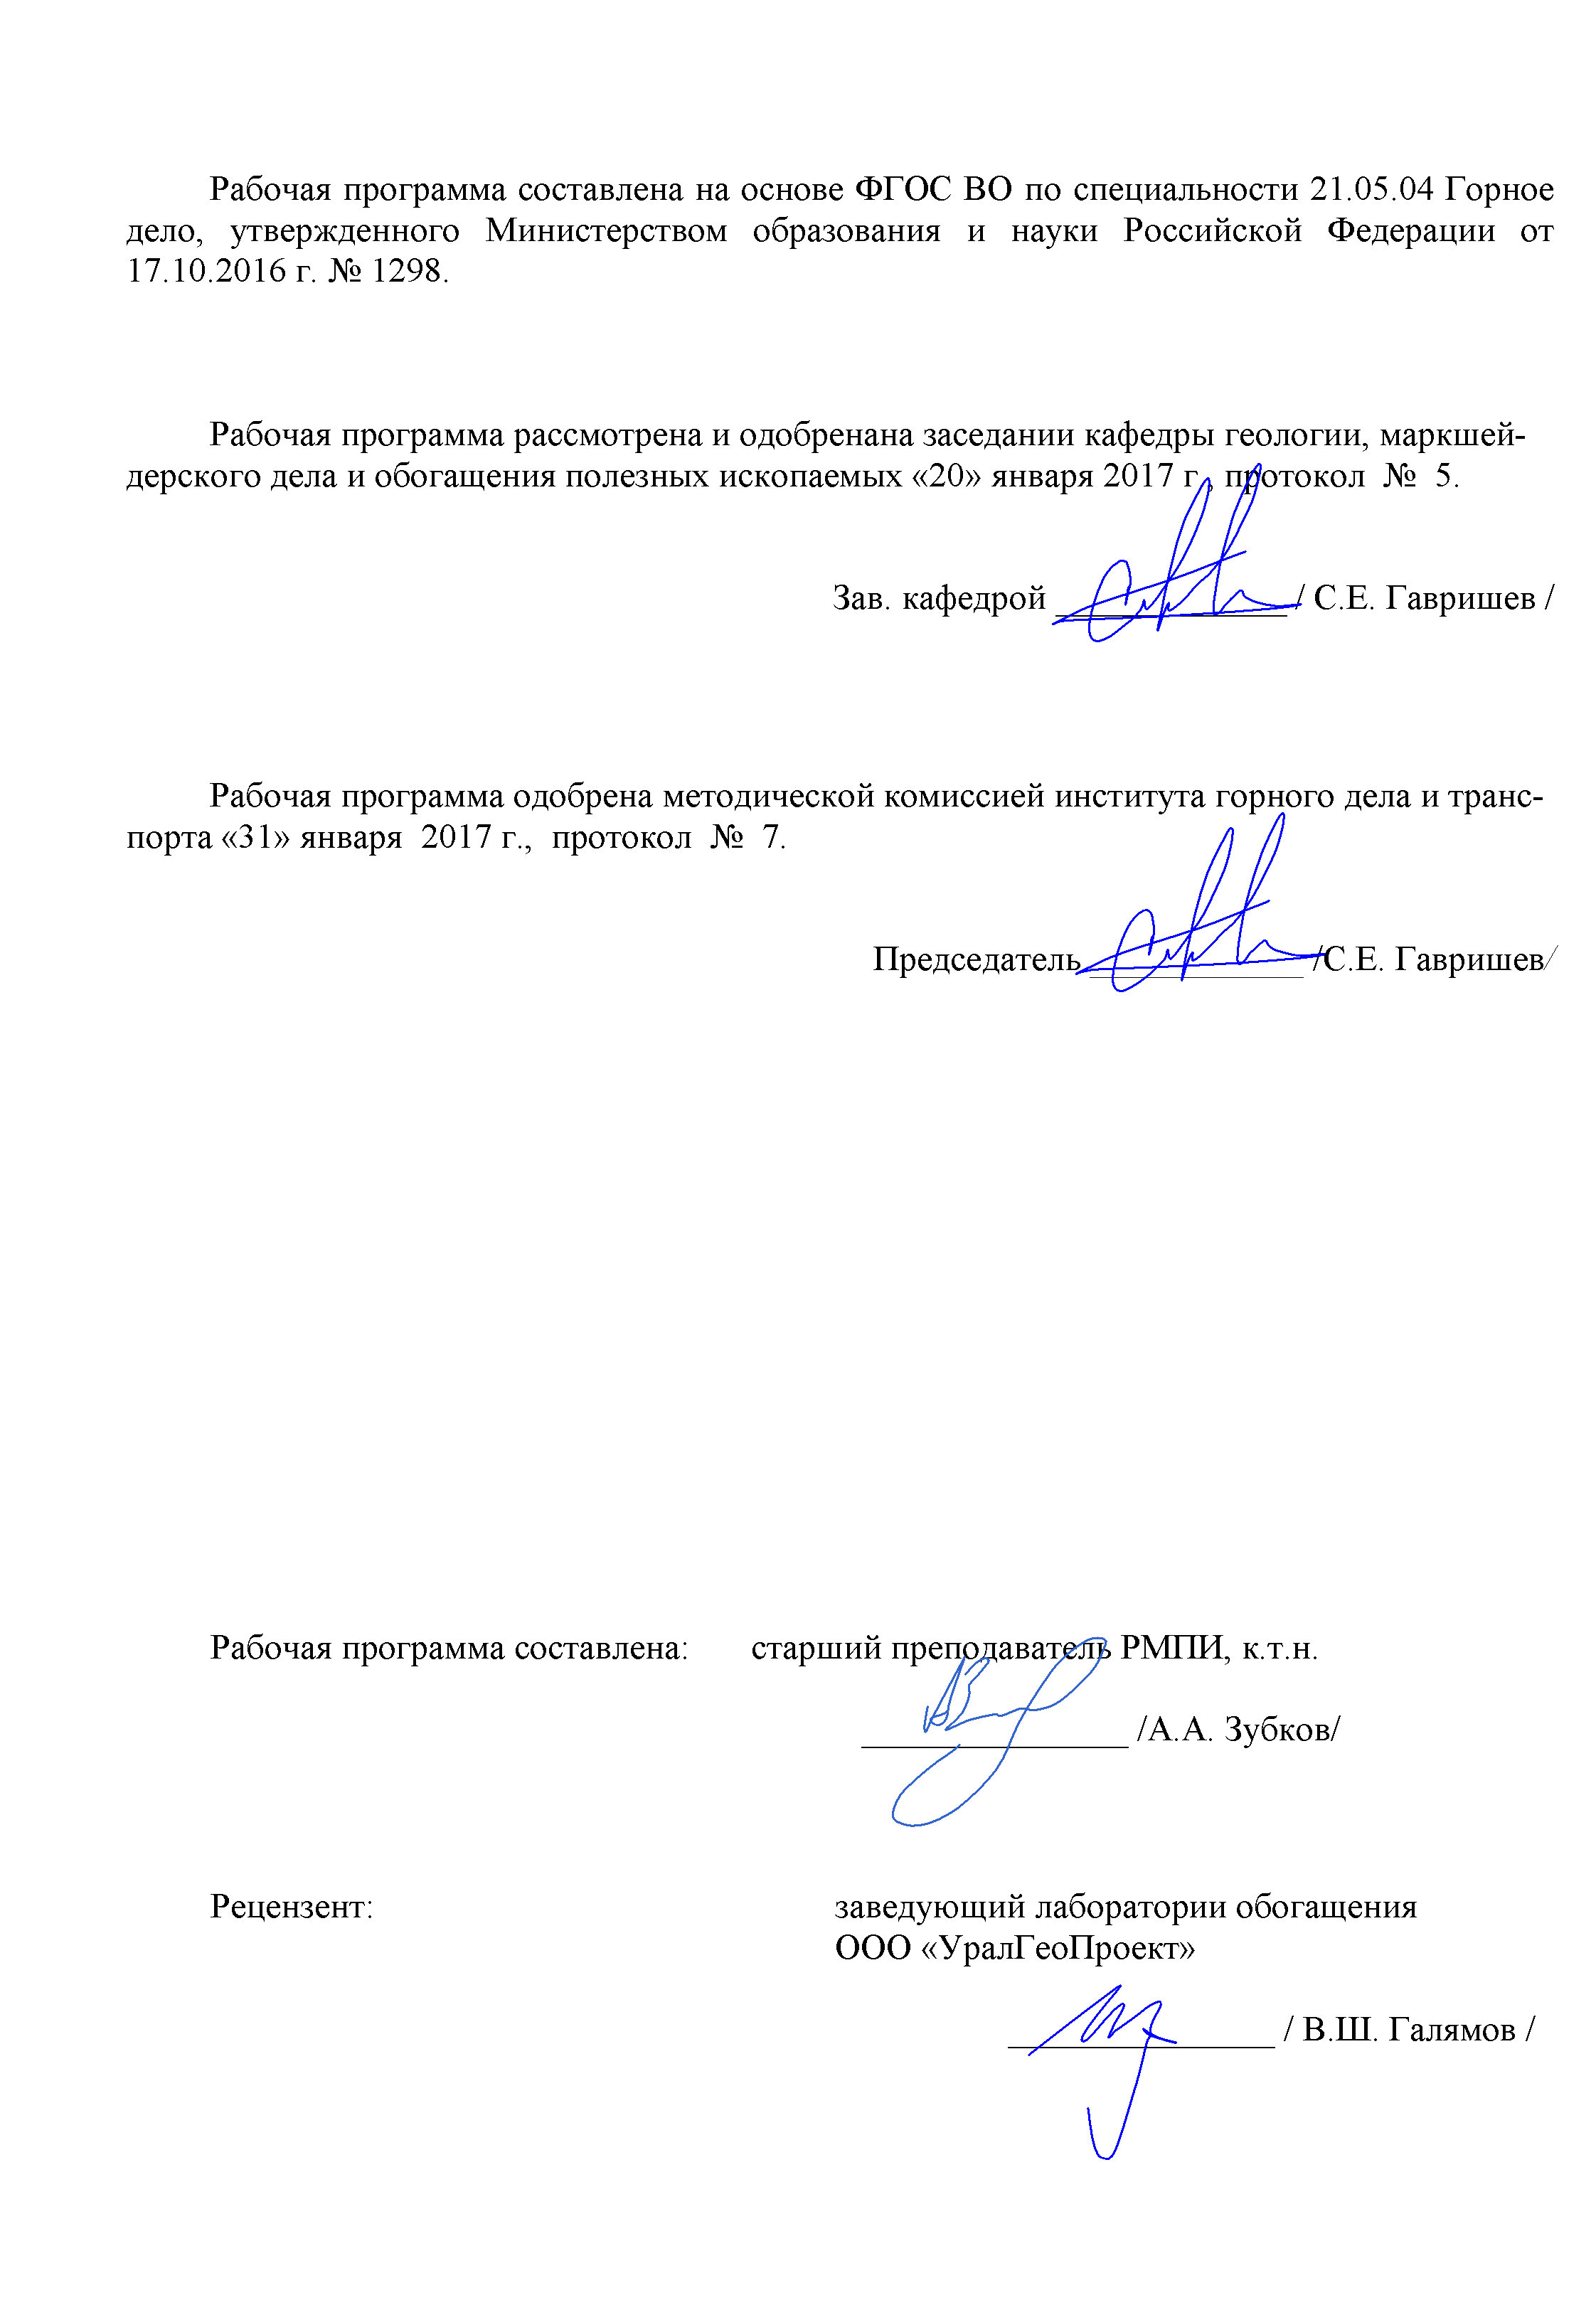 Рабочая программа составлена на основе ФГОС ВО по специальности 21.05.04 Горное
дело, утвержденного Министерством образования и науки Российской Федерации от
17.10.2016 г. № 1298.
Рабочая программа рассмотрена и одобренана заседании кафедры геологии, маркшей-
дерского дела и обогащения полезных ископаемых «20» января 2017 г., протокол № 5.
Зав. кафедрой _____________ / С.Е. Гавришев /
Рабочая программа одобрена методической комиссией института горного дела и транс-
порта «31» января 2017 г., протокол № 7.
Председатель ____________ /С.Е. Гавришев/
Рабочая программа составлена: старший преподаватель РМПИ, к.т.н.
_______________ /А.А. Зубков/
Рецензент: заведующий лаборатории обогащения
ООО «УралГеоПроект»
_______________ / В.Ш. Галямов /